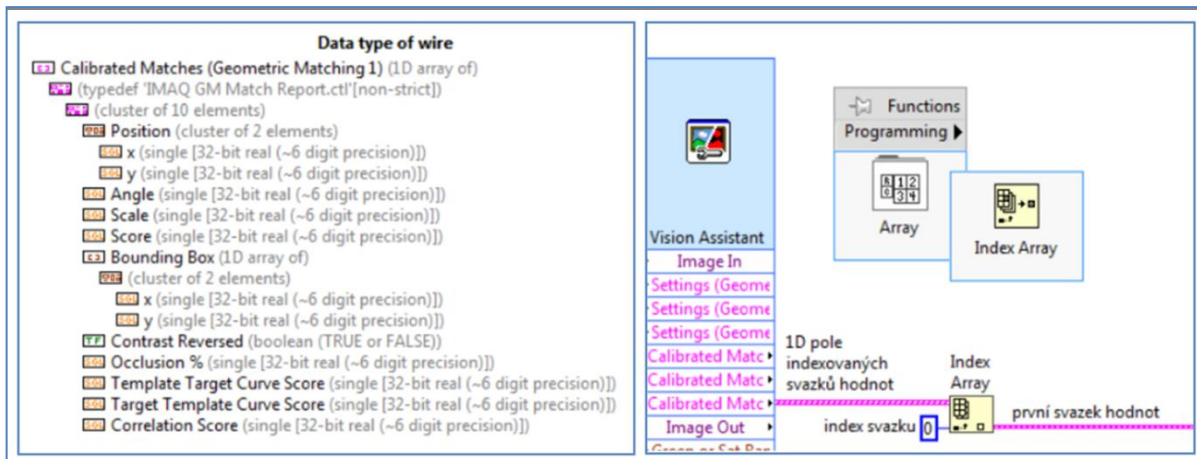 Data type of wire
Calibrated Matches (Geometric Matching 1) (1D array of)
(typedef 'IMAQ GM Match Report.ctl'[non-strict])
(cluster of 10 elements)
Position (cluster of 2 elements)
x (single [32-bit real (~6 digit precision)])
y (single [32-bit real (~6 digit precision)])
Angle (single [32-bit real (~6 digit precision)])
Scale (single [32-bit real (~6 digit precision)])
Score (single [32-bit real (~6 digit precision)])
Bounding Box (1D array of)
(cluster of 2 elements)
x (single [32-bit real (~6 digit precision)])
y (single [32-bit real (~6 digit precision)])
Contrast Reversed (boolean (TRUE or FALSE))
Occlusion % (single [32-bit real (~6 digit precision)])
Template Target Curve Score (single [32-bit real (~6 digit precision)])
Target Template Curve Score (single [32-bit real (~6 digit precision)])
Correlation Score (single [32-bit real (~6 digit precision)])
Functions
Programming
Array
Index Array
Vision Assistant
Image In
Settings (Geome
Settings (Geome
Settings (Geome
Calibrated Matc
Calibrated Matc
Calibrated Matc
Image Out
1D pole
indexovaných
svazků hodnot
Index
Array
index svazku 0
první svazek hodnot